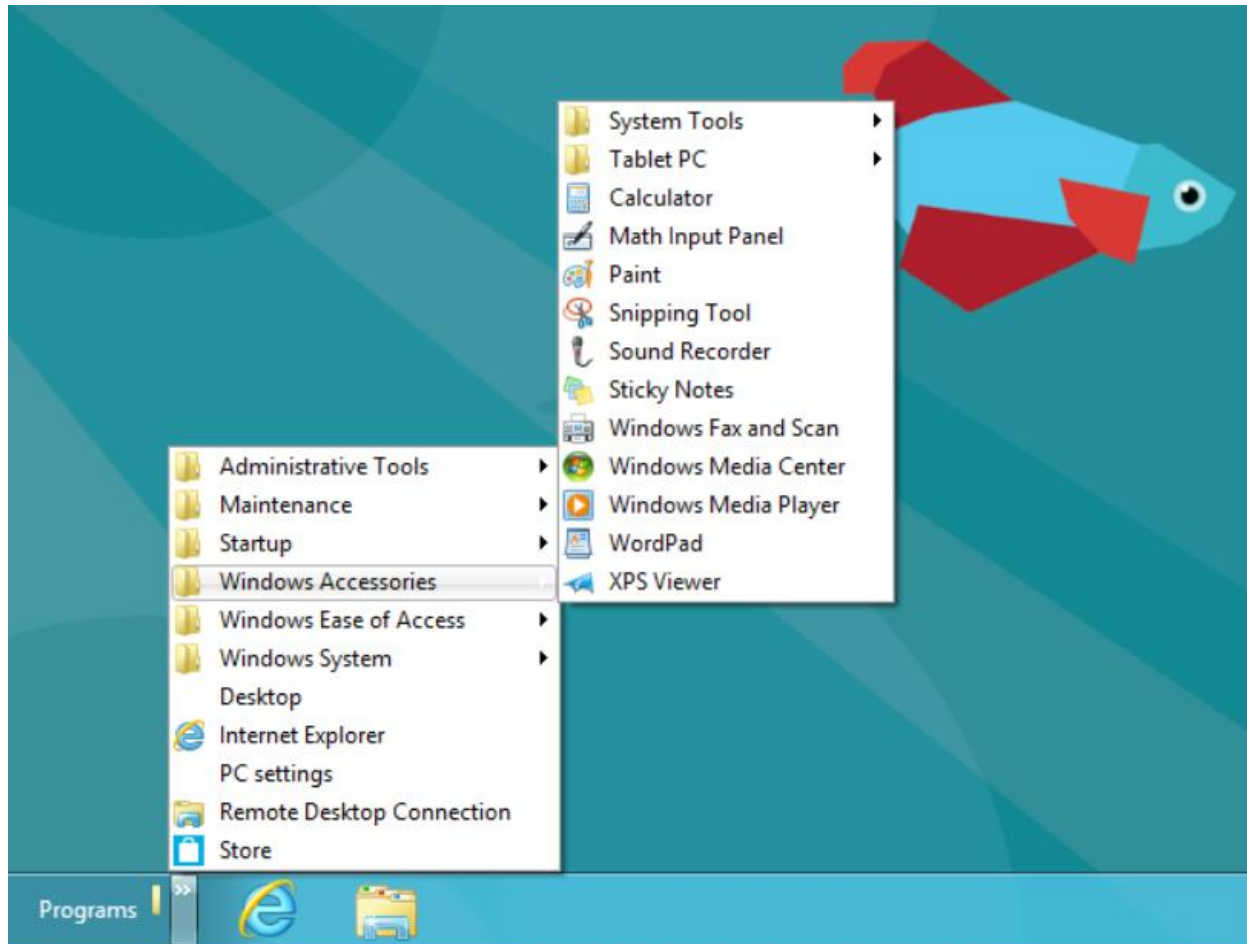 System Tools
Tablet PC
Calculator
Math Input Panel
Paint
Snipping Tool
Sound Recorder
Sticky Notes
Windows Fax and Scan
Windows Media Center
Windows Media Player
WordPad
XPS Viewer
Administrative Tools
Maintenance
Startup
Windows Accessories
Windows Ease of Access
Windows System
Desktop
Internet Explorer
PC settings
Remote Desktop Connection
Store
Programs